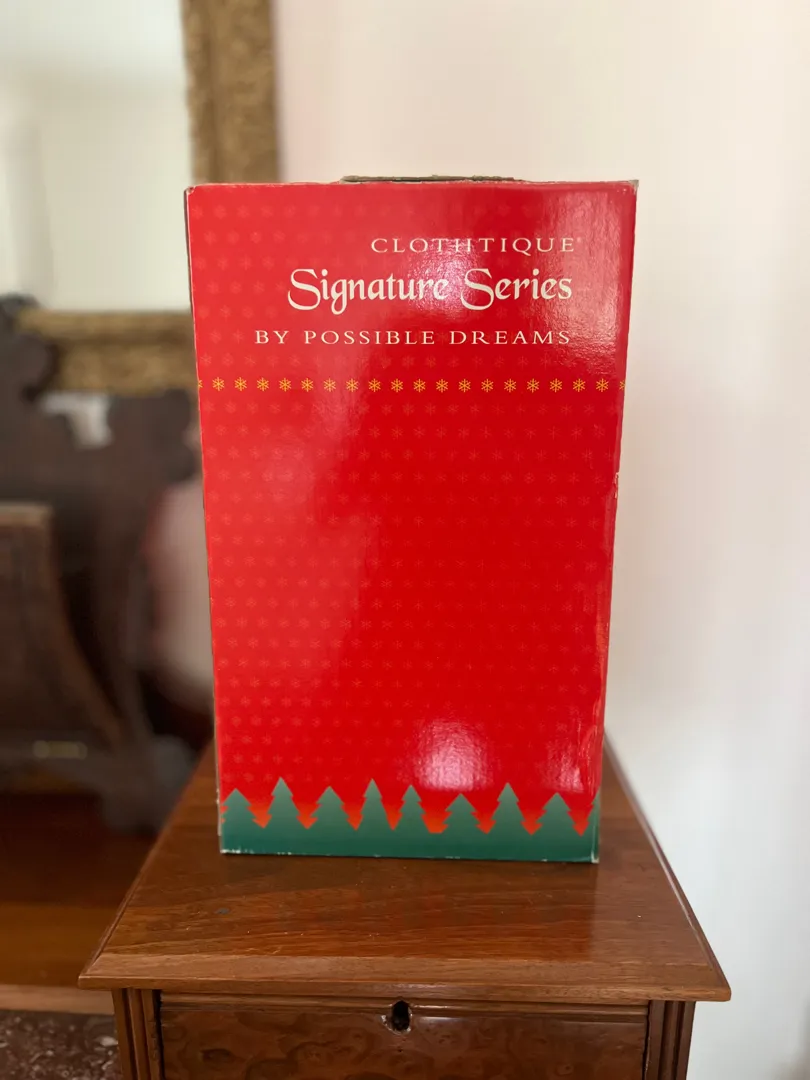 CLOTHTIQUE®
Signature Series
BY POSSIBLE DREAMS